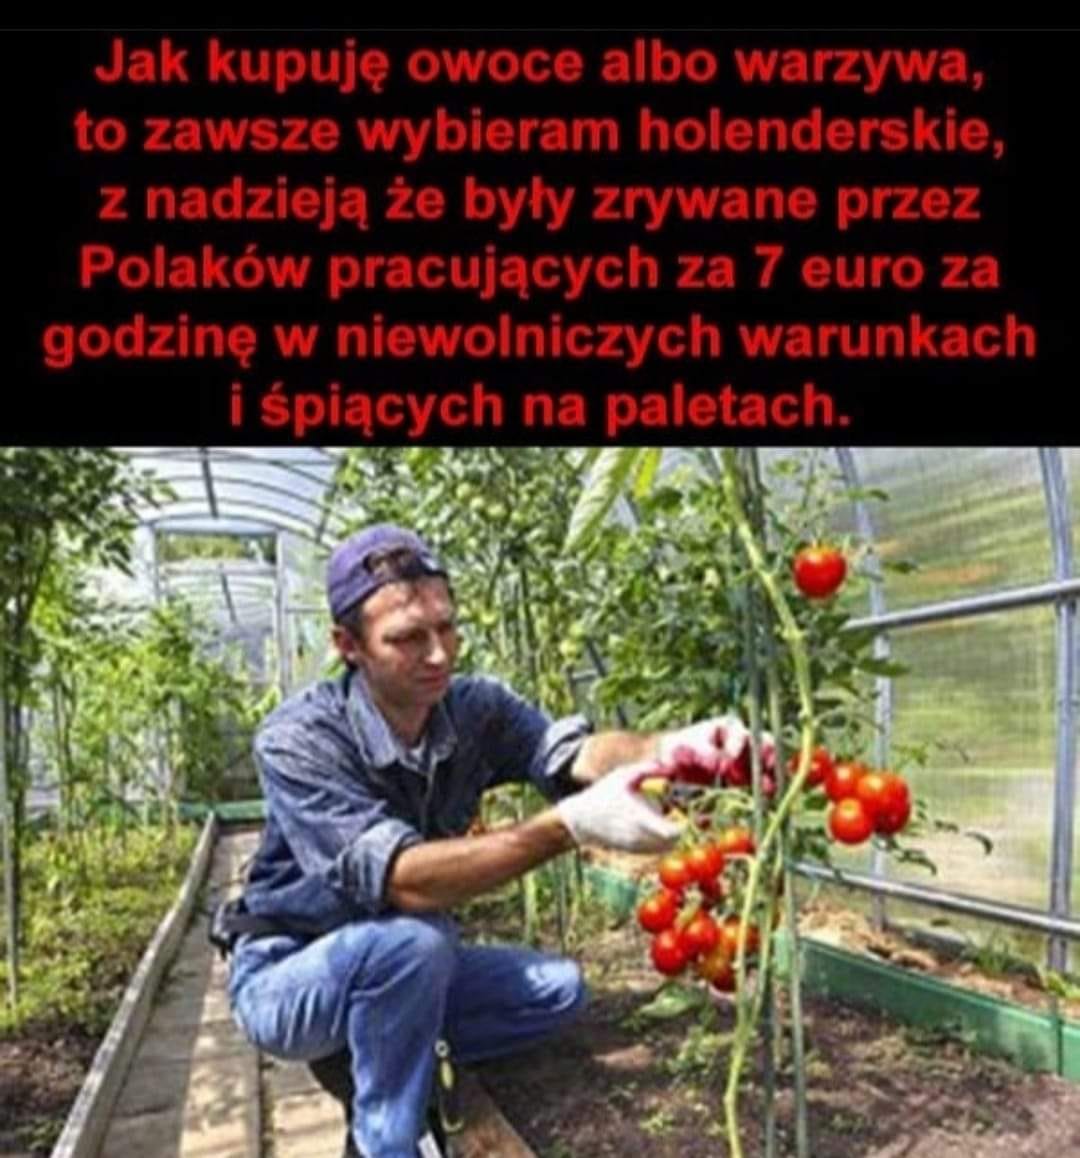 Jak kupuję owoce albo warzywa,
to zawsze wybieram holenderskie,
z nadzieją że były zrywane przez
Polaków pracujących za 7 euro za
godzinę w niewolniczych warunkach
i śpiących na paletach.